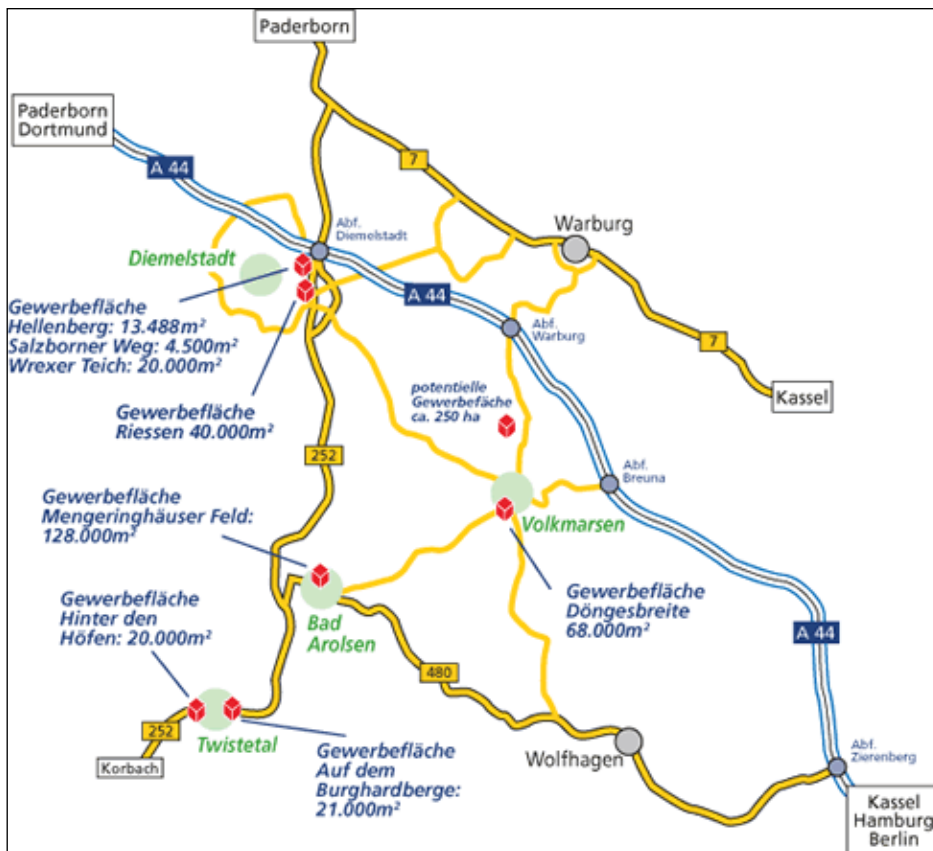 Paderborn
Paderborn
Dortmund
A 44
7
Abf.
Diemelstadt
Warburg
Diemelstadt
A 44
Gewerbefläche
Hellenberg: 13.488m²
Salzborner Weg: 4.500m²
Wrexer Teich: 20.000m²
Abf.
Warburg
7
Kassel
potentielle
Gewerbefäche
ca. 250 ha
Gewerbefläche
Riessen 40.000m²
252
Abf.
Breuna
Gewerbefläche
Mengeringhäuser Feld:
128.000m²
Volkmarsen
Gewerbefläche
Hinter den
Höfen: 20.000m²
Gewerbefläche
Döngesbreite
68.000m²
Bad
Arolsen
A 44
480
252
Twistetal
Korbach
Gewerbefläche
Auf dem
Burghardberge:
21.000m²
Wolfhagen
Abf.
Zierenberg
Kassel
Hamburg
Berlin